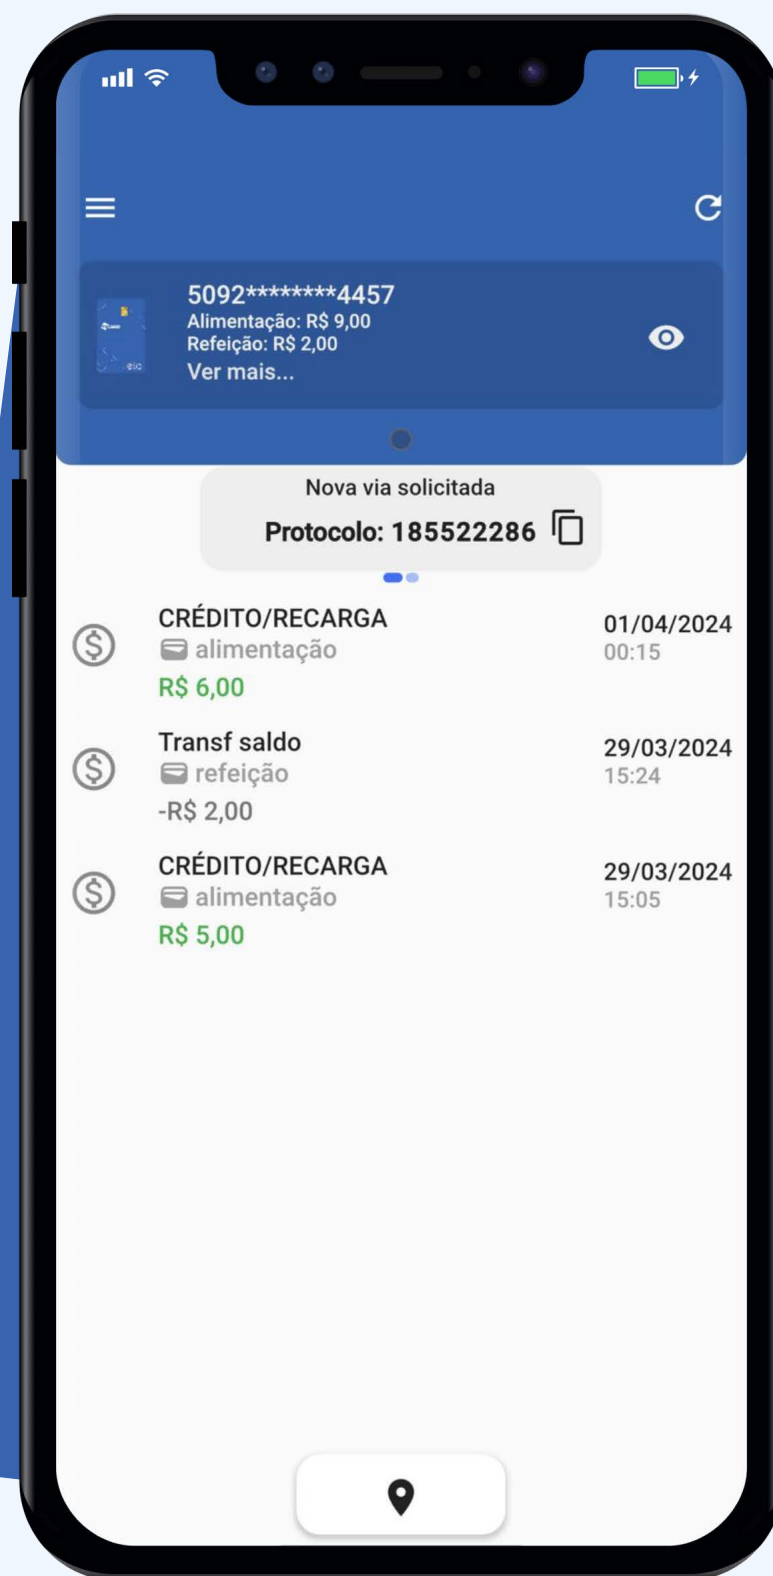 5092********4457
Alimentação: R$ 9,00
Refeição: R$ 2,00
Ver mais...
elo
Nova via solicitada
Protocolo: 185522286
CRÉDITO/RECARGA
01/04/2024
alimentação
00:15
R$ 6,00
Transf saldo
29/03/2024
refeição
15:24
-R$ 2,00
CRÉDITO/RECARGA
29/03/2024
alimentação
15:05
R$ 5,00